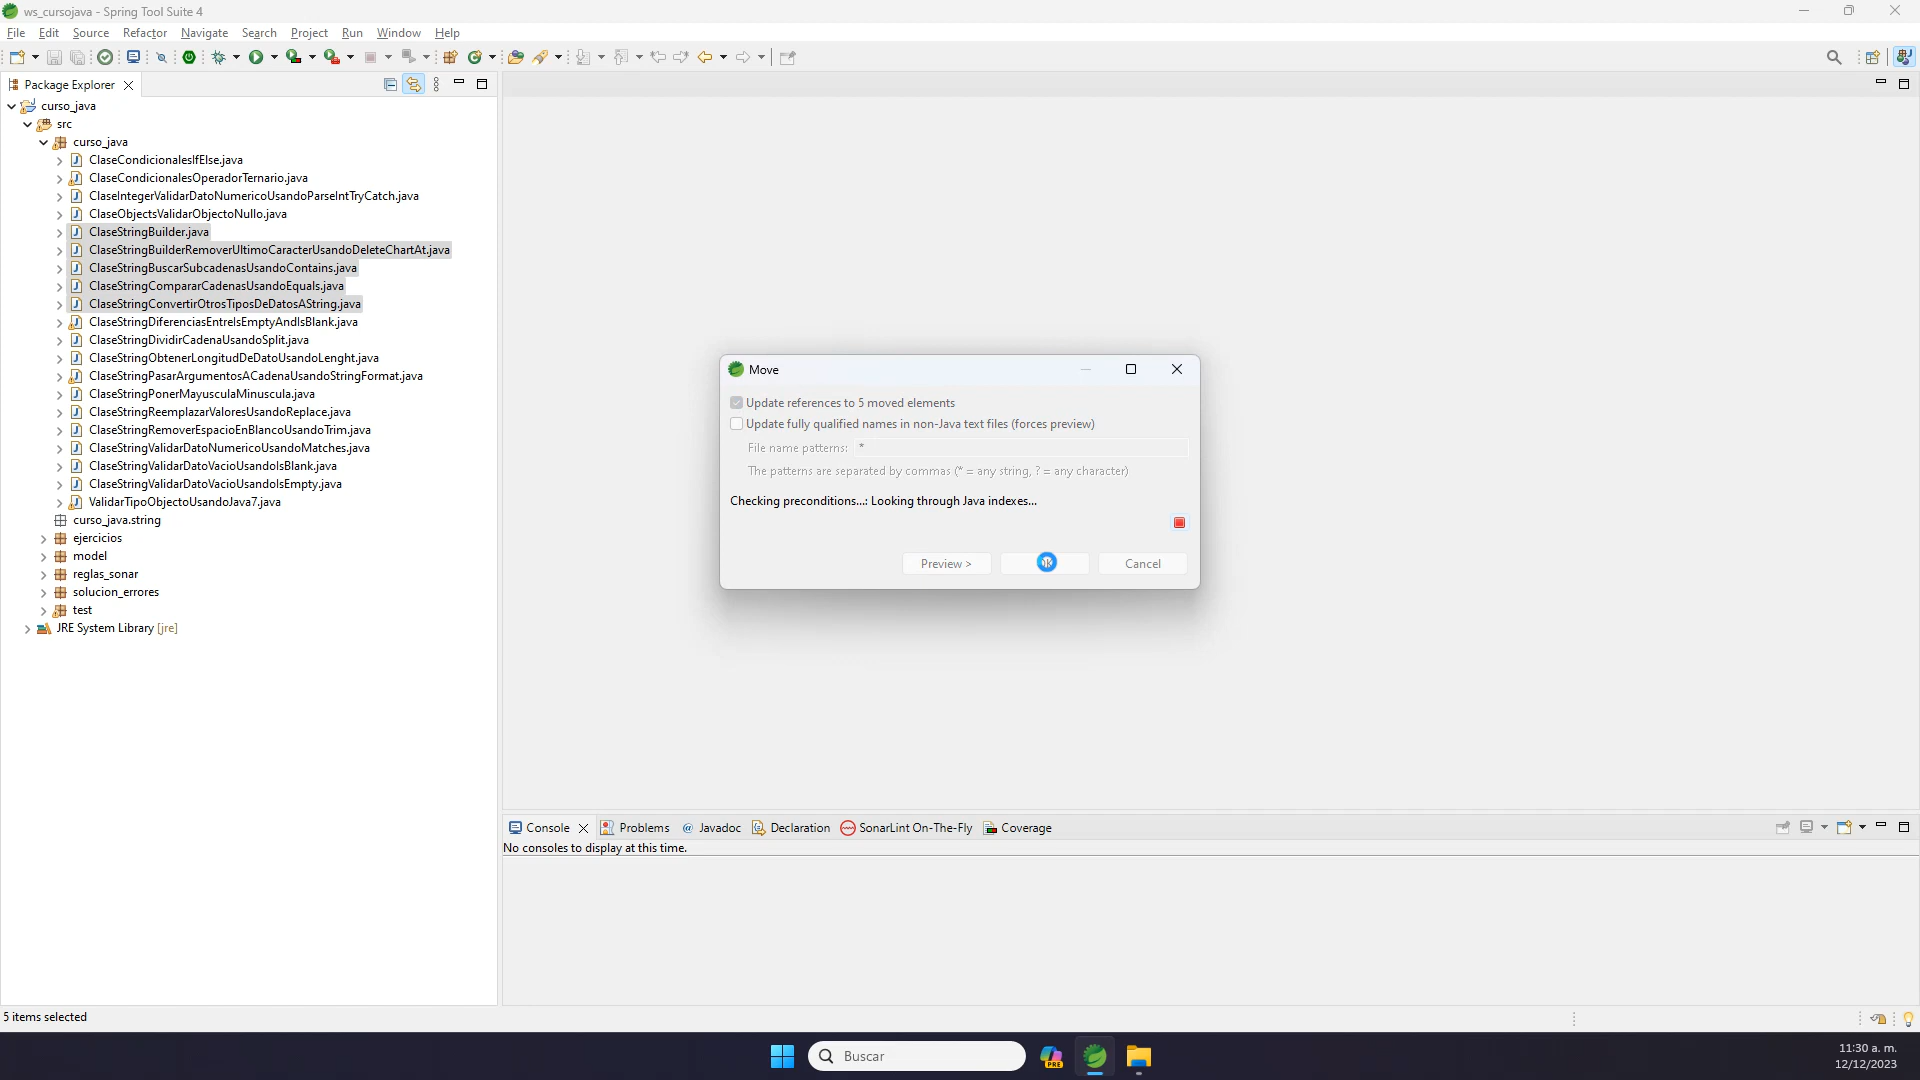 ws_cursojava - Spring Tool Suite 4
File Edit Source Refactor Navigate Search Project Run Window Help
Package Explorer
curso_java
src
curso_java
ClaseCondicionalesIfElse.java
ClaseCondicionalesOperadorTernario.java
ClaseIntegerValidarDatoNumericoUsandoParseIntTryCatch.java
ClaseObjectsValidarObjectoNullo.java
ClaseStringBuilder.java
ClaseStringBuilderRemoverUltimoCaracterUsandoDeleteChartAt.java
ClaseStringBuscarSubcadenasUsandoContains.java
ClaseStringCompararCadenasUsandoEquals.java
ClaseStringConvertirOtrosTiposDeDatosAString.java
ClaseStringDiferenciasEntreIsEmptyAndIsBlank.java
ClaseStringDividirCadenaUsandoSplit.java
ClaseStringObtenerLongitudDeDatoUsandoLenght.java
ClaseStringPasarArgumentosACadenaUsandoStringFormat.java
ClaseStringPonerMayusculaMinuscula.java
ClaseStringReemplazarValoresUsandoReplace.java
ClaseStringRemoverEspacioEnBlancoUsandoTrim.java
ClaseStringValidarDatoNumericoUsandoMatches.java
ClaseStringValidarDatoVacioUsandoIsBlank.java
ClaseStringValidarDatoVacioUsandoIsEmpty.java
ValidarTipoObjectoUsandoJava7.java
curso_java.string
ejercicios
model
reglas_sonar
solucion_errores
test
JRE System Library [jre]
Move
Update references to 5 moved elements
Update fully qualified names in non-Java text files (forces preview)
File name patterns: *
The patterns are separated by commas (* = any string, ? = any character)
Checking preconditions...: Looking through Java indexes...
Preview > OK Cancel
Console Problems @ Javadoc Declaration SonarLint On-The-Fly Coverage
No consoles to display at this time.
5 items selected
Buscar
PRE
11:30 a. m.
12/12/2023